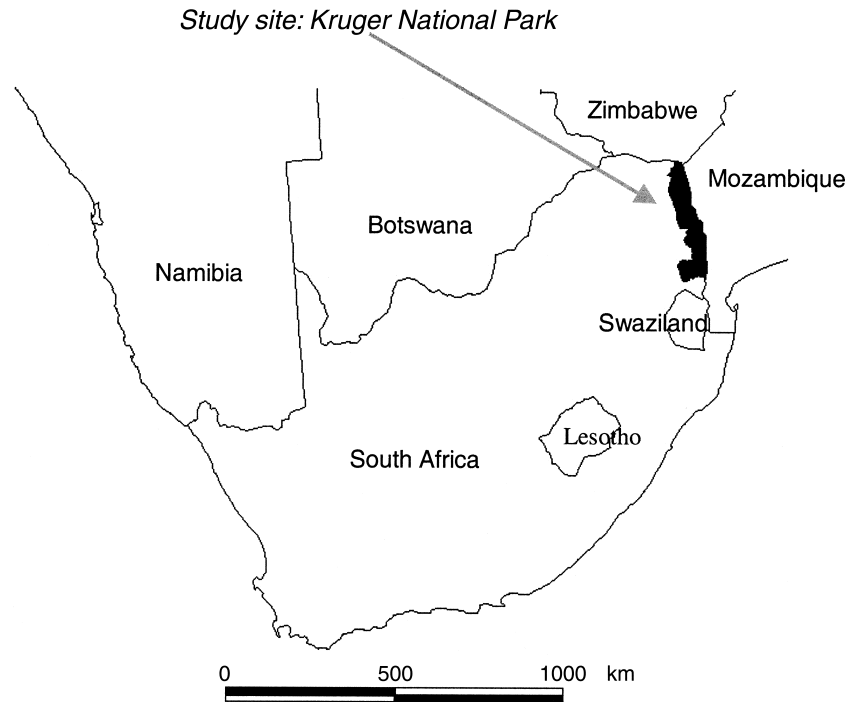 Study site: Kruger National Park
Zimbabwe
Mozambique
Botswana
Namibia
Swaziland
Lesotho
South Africa
0 500 1000 km